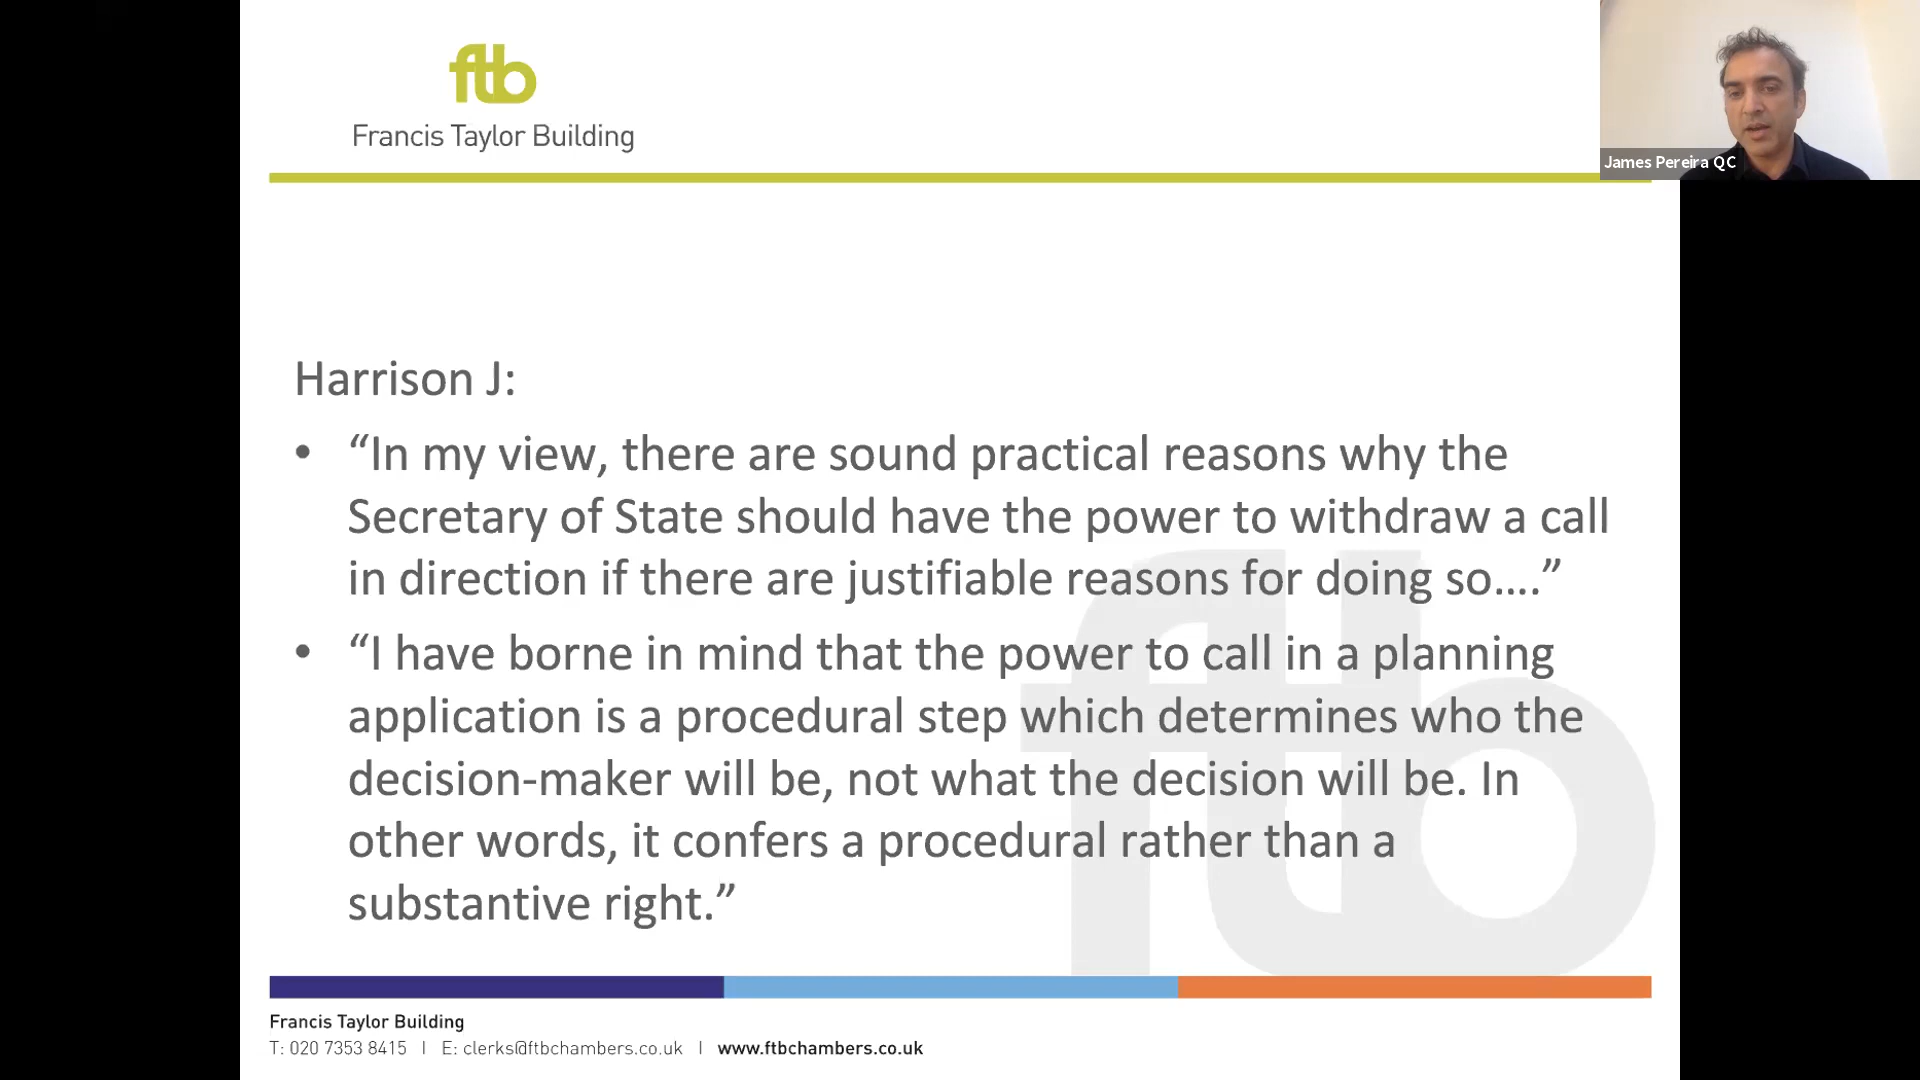 ftb
Francis Taylor Building
James Pereira QC
Harrison J:
• “In my view, there are sound practical reasons why the
Secretary of State should have the power to withdraw a call
in direction if there are justifiable reasons for doing so....”
• “I have borne in mind that the power to call in a planning
application is a procedural step which determines who the
decision-maker will be, not what the decision will be. In
other words, it confers a procedural rather than a
substantive right.”
ftb
Francis Taylor Building
T: 020 7353 8415 | E: clerks@ftbchambers.co.uk | www.ftbchambers.co.uk